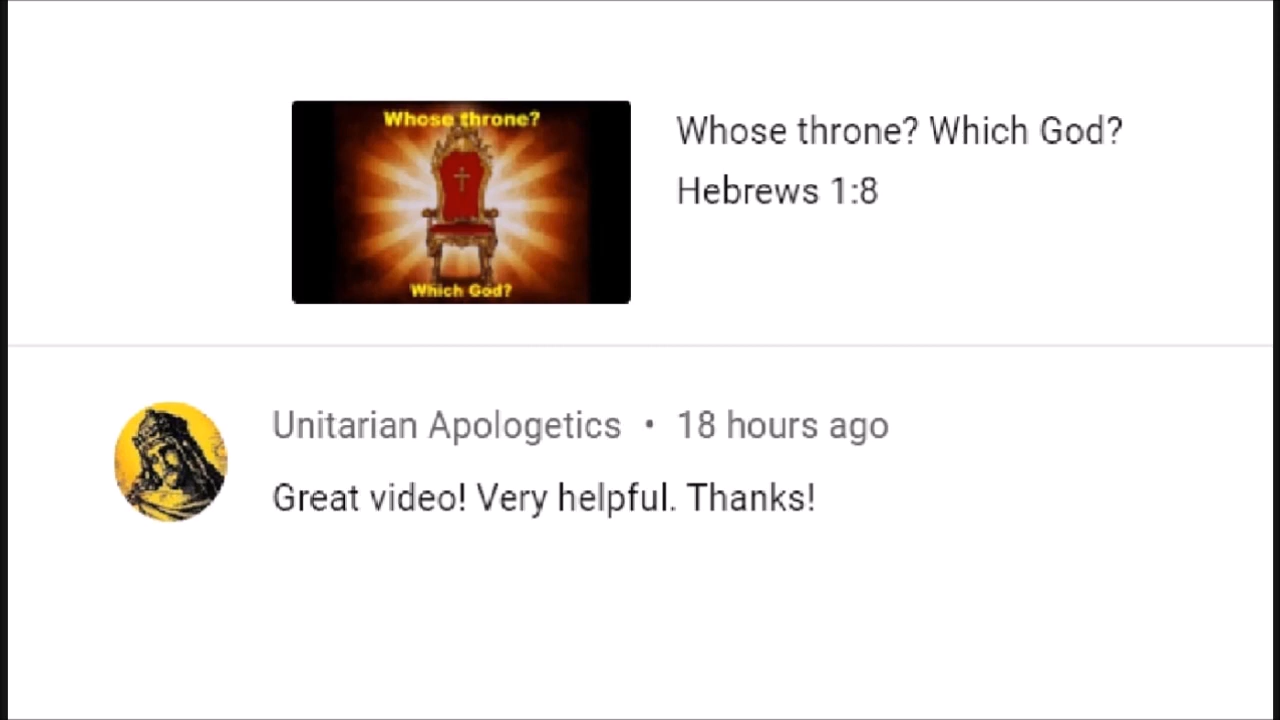 Whose throne?
Which God?
Whose throne? Which God?
Hebrews 1:8
Unitarian Apologetics • 18 hours ago
Great video! Very helpful. Thanks!